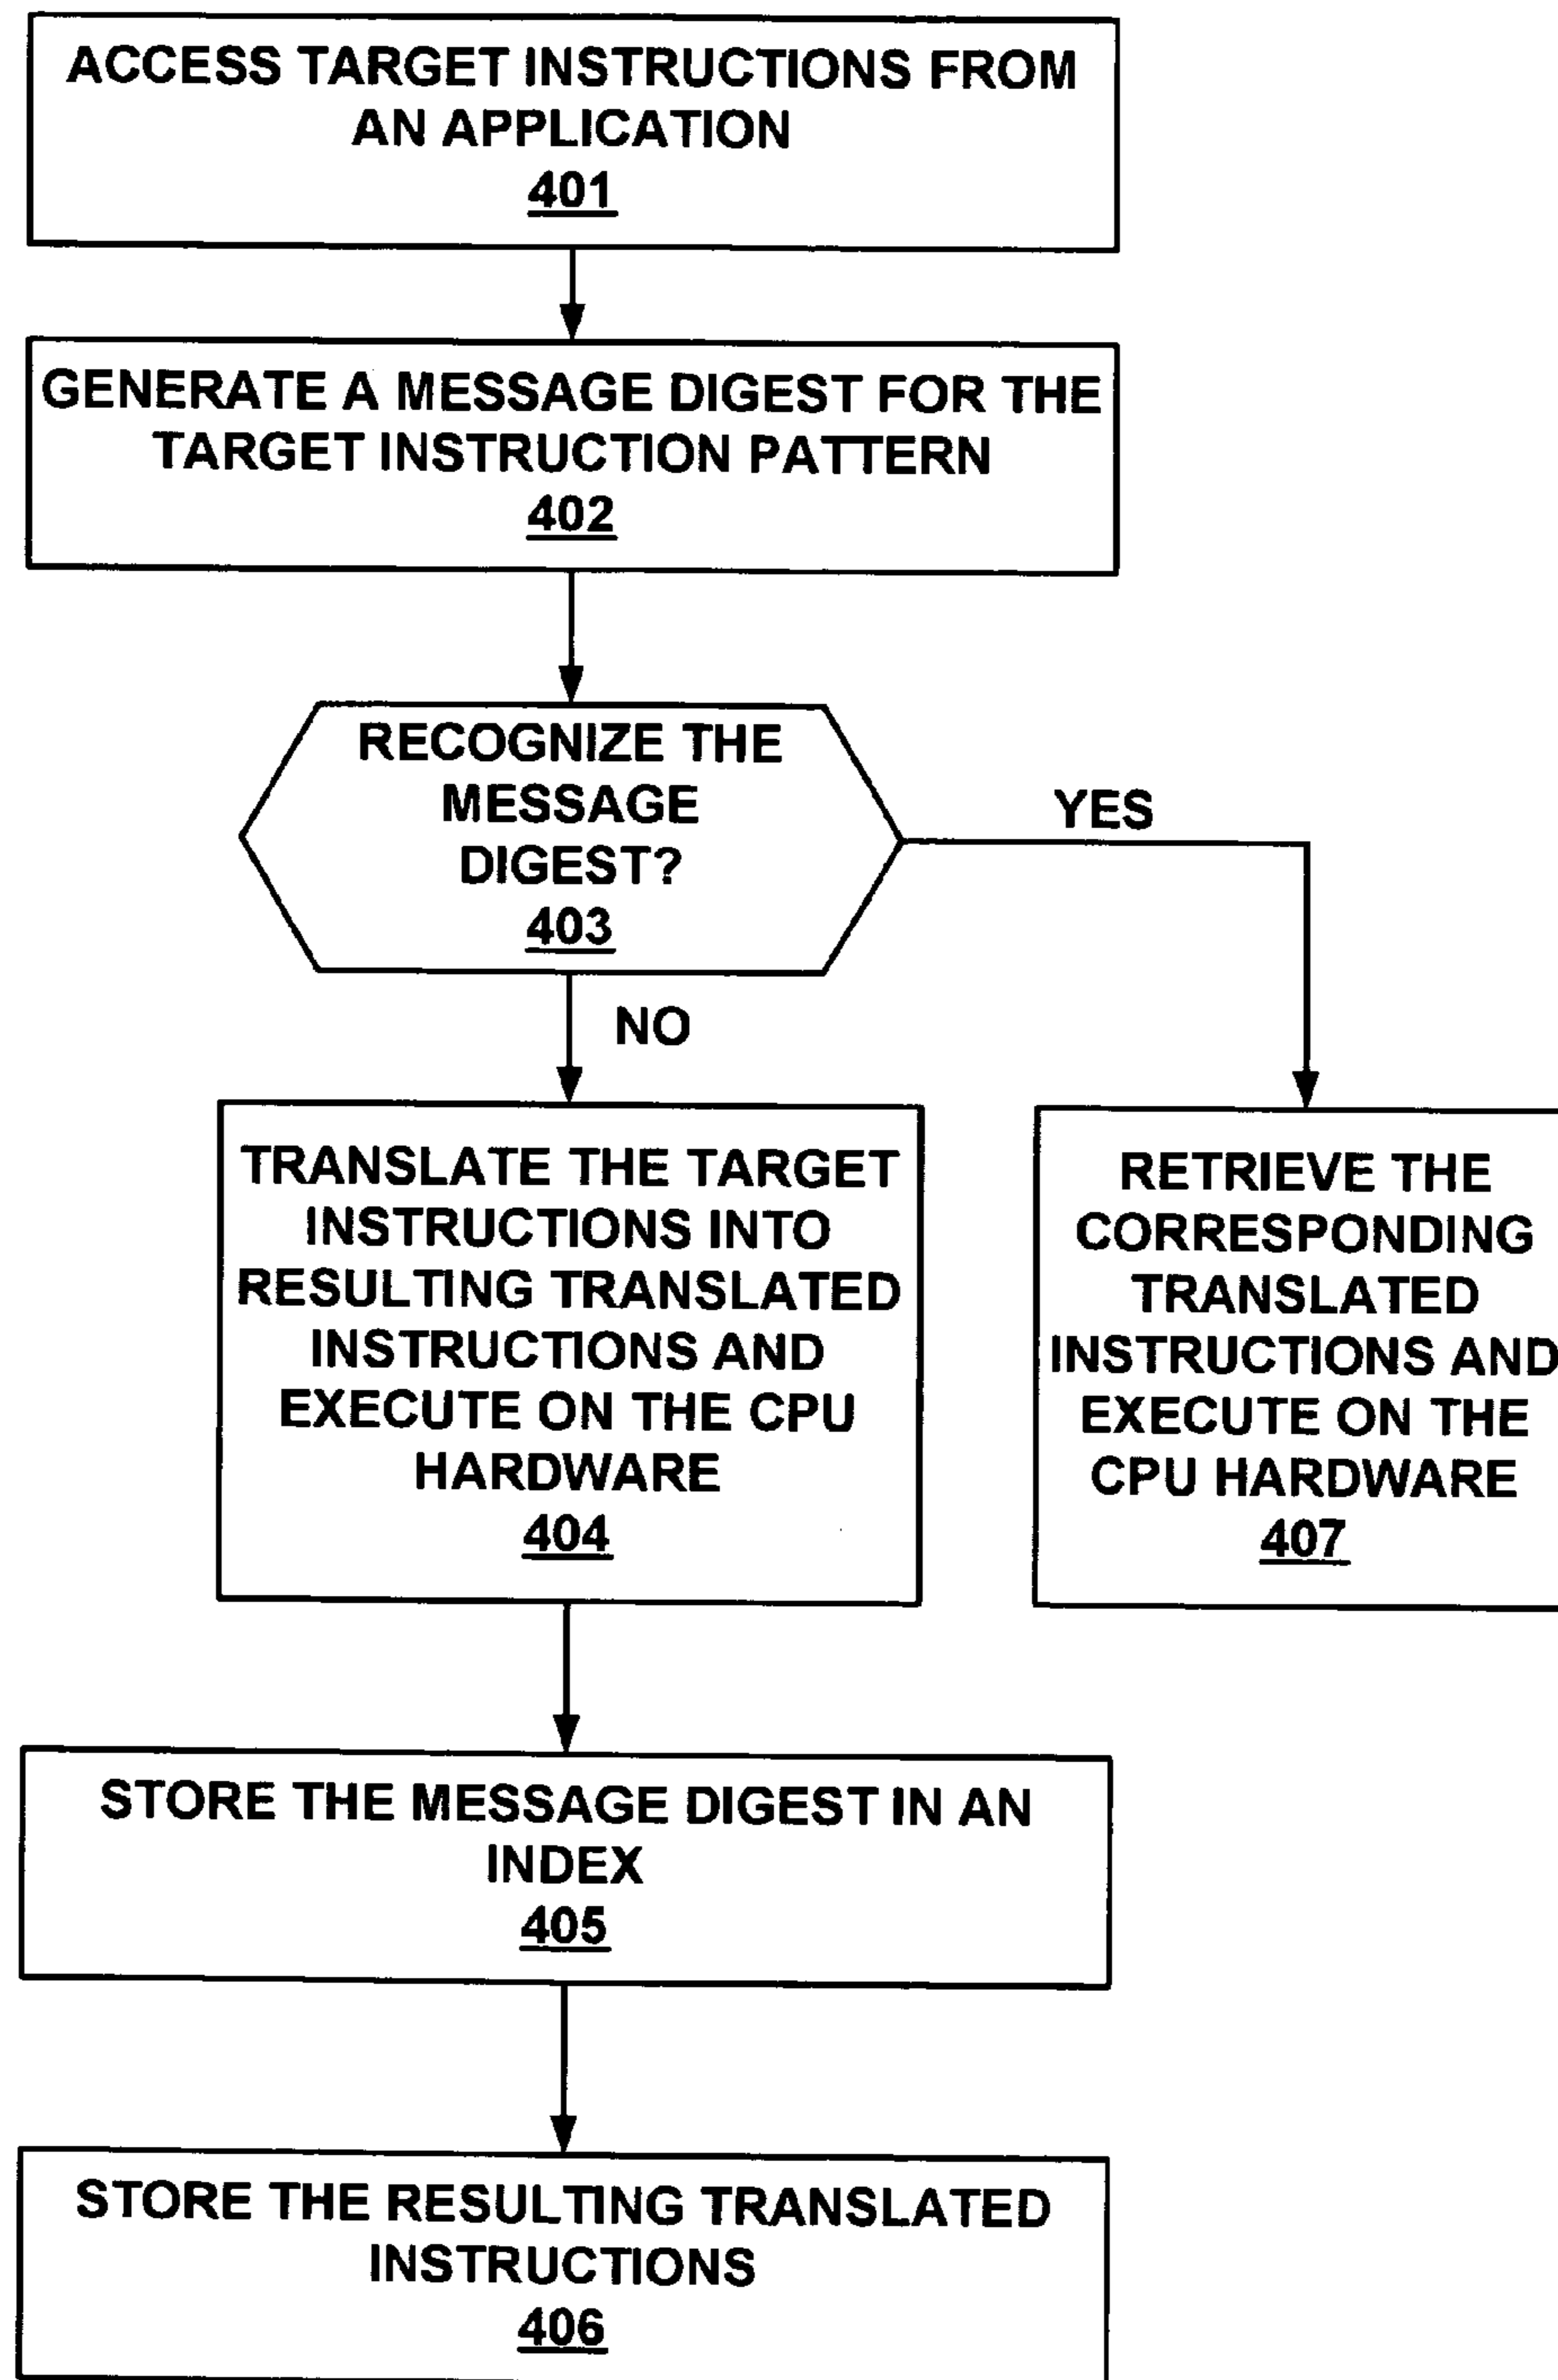 ACCESS TARGET INSTRUCTIONS FROM
AN APPLICATION
401
GENERATE A MESSAGE DIGEST FOR THE
TARGET INSTRUCTION PATTERN
402
RECOGNIZE THE
MESSAGE
DIGEST?
403
YES
NO
TRANSLATE THE TARGET
INSTRUCTIONS INTO
RESULTING TRANSLATED
INSTRUCTIONS AND
EXECUTE ON THE CPU
HARDWARE
404
RETRIEVE THE
CORRESPONDING
TRANSLATED
INSTRUCTIONS AND
EXECUTE ON THE
CPU HARDWARE
407
STORE THE MESSAGE DIGEST IN AN
INDEX
405
STORE THE RESULTING TRANSLATED
INSTRUCTIONS
406